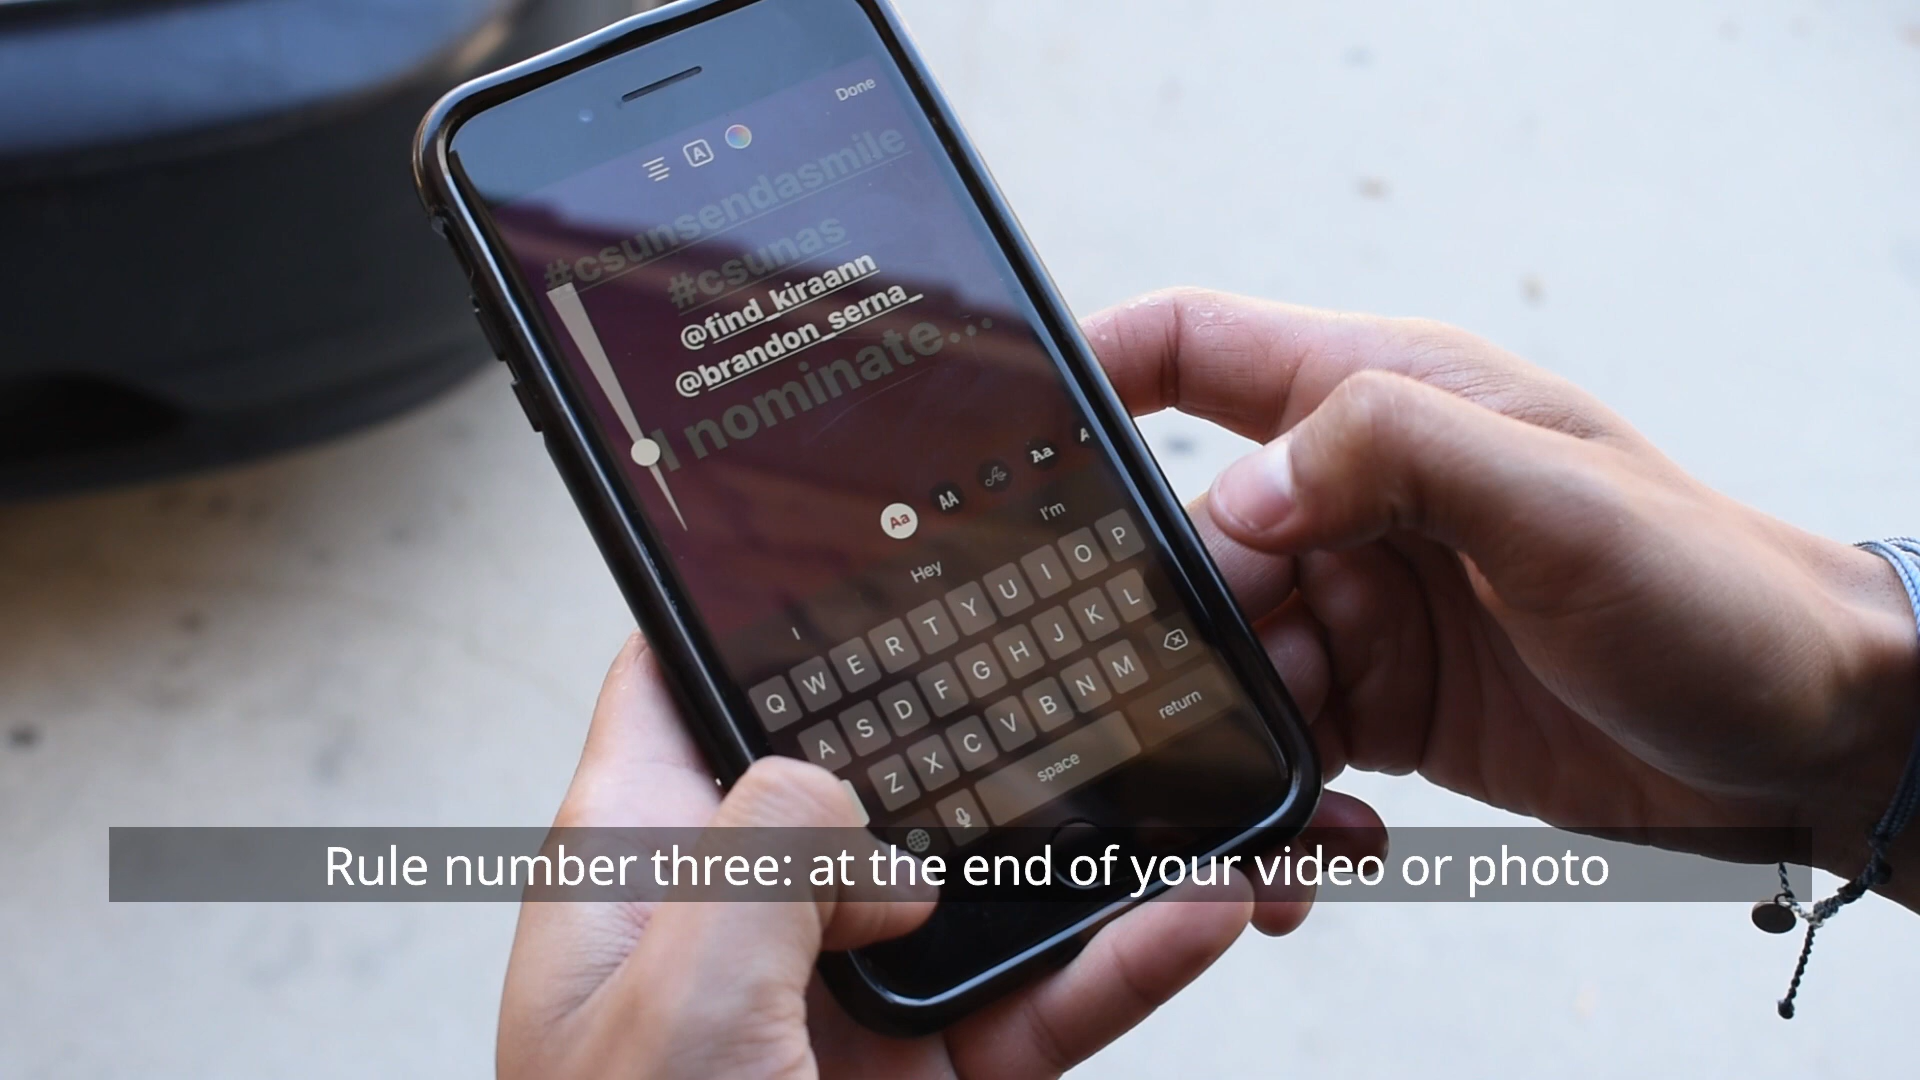 Done
A
#csunsendasmile
#csunas
@find_kiraann
@brandon_serna_
I nominate...
Aa AA Aa Aa A
I Hey I'm
Q W E R T Y U I O P
A S D F G H J K L
Z X C V B N M
space return
Rule number three: at the end of your video or photo